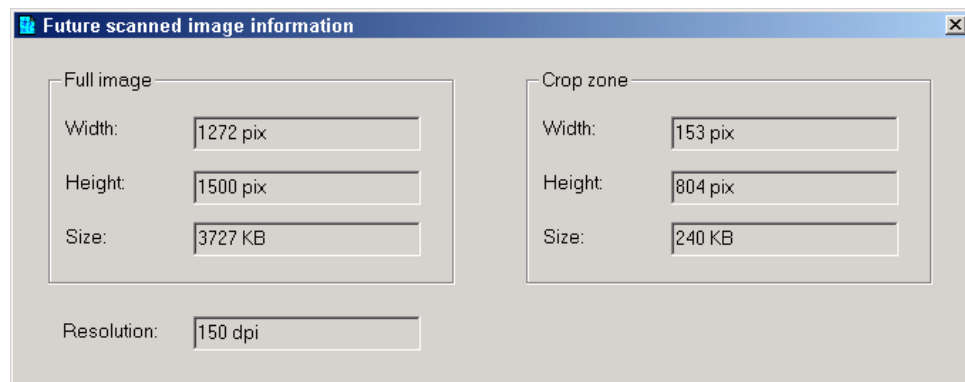 Future scanned image information
Full image
Width: 1272 pix
Height: 1500 pix
Size: 3727 KB
Crop zone
Width: 153 pix
Height: 804 pix
Size: 240 KB
Resolution: 150 dpi